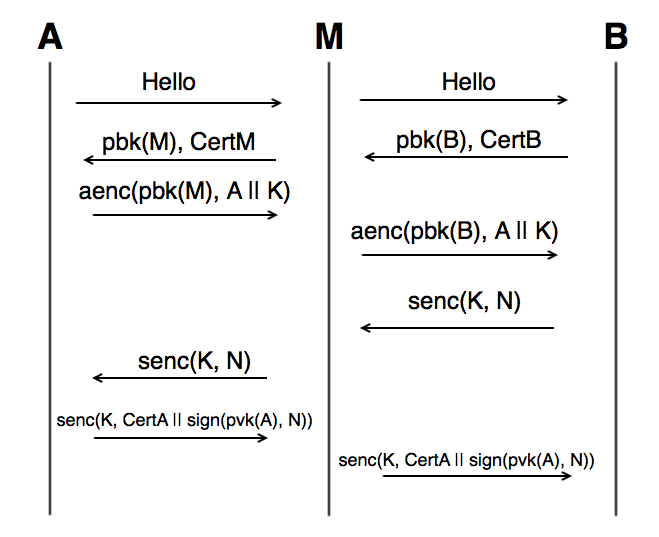 A M B
Hello Hello
pbk(M), CertM pbk(B), CertB
aenc(pbk(M), A || K)
aenc(pbk(B), A || K)
senc(K, N)
senc(K, N)
senc(K, CertA || sign(pvk(A), N))
senc(K, CertA || sign(pvk(A), N))